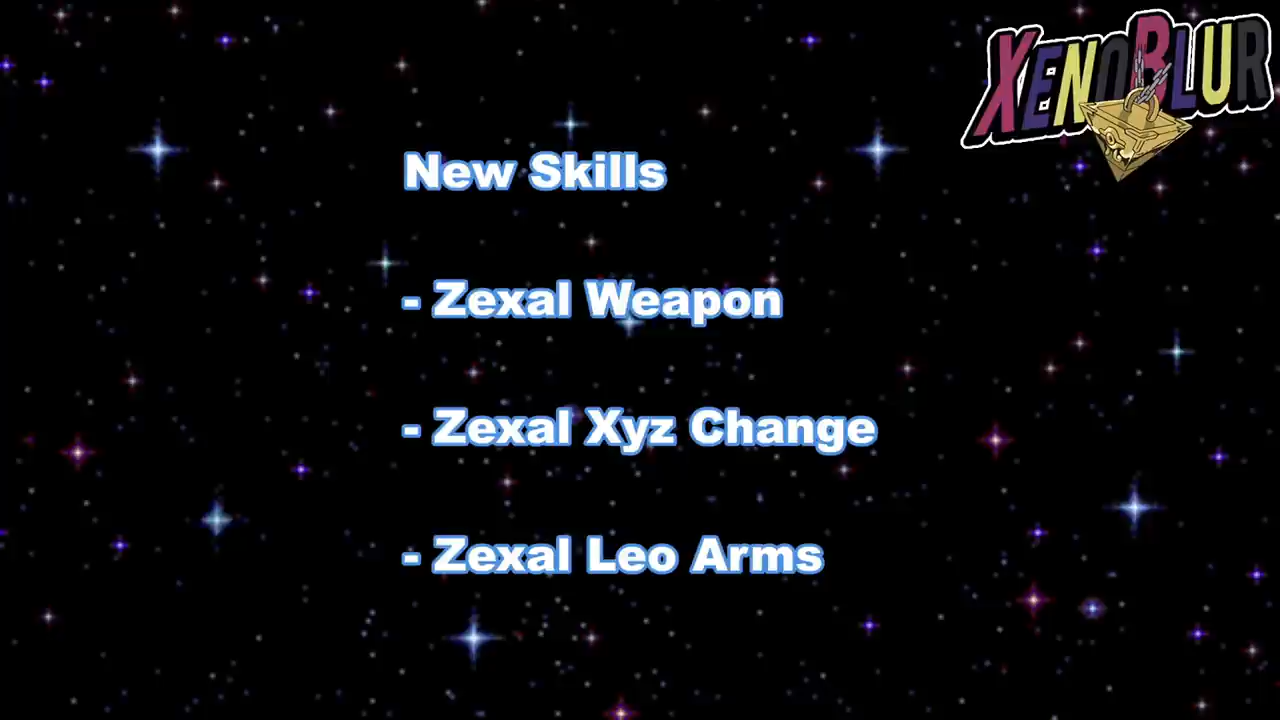 XENOBLUR
New Skills
- Zexal Weapon
- Zexal Xyz Change
- Zexal Leo Arms